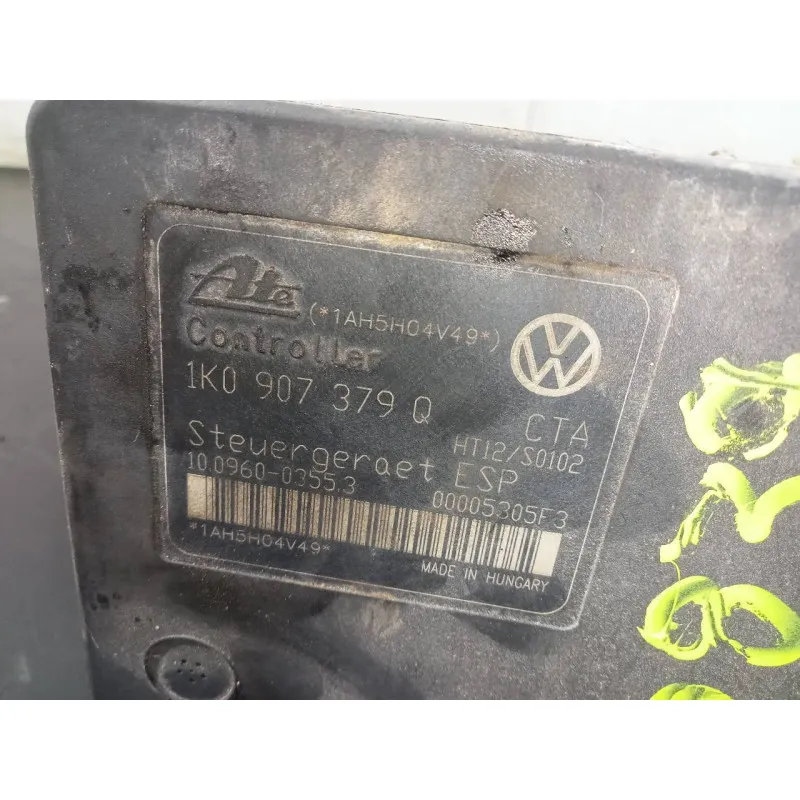 Ate
(*1AH5H04V49*)
Controller
1K0 907 379 Q
CTA
Steuergeraet ESP
HT12/S0102
10.0960-0355.3
00005305F3
*1AH5H04V49*
MADE IN HUNGARY